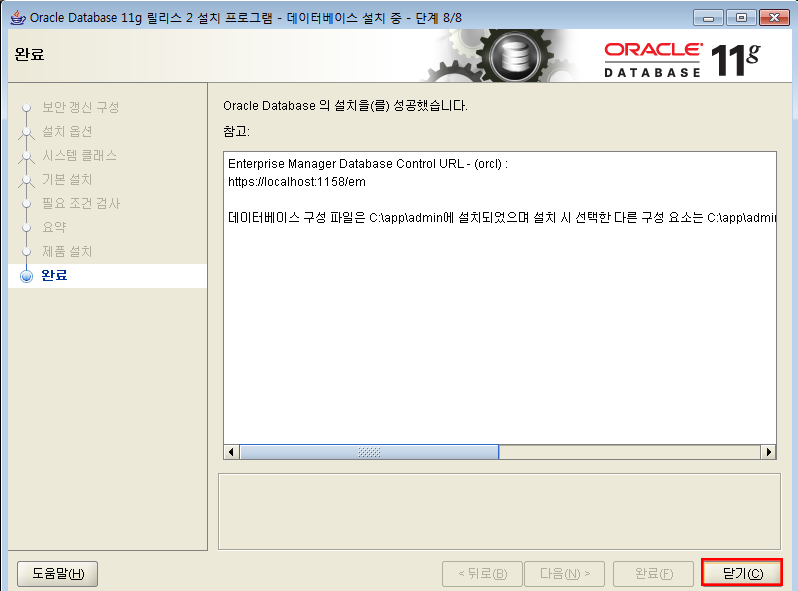 Oracle Database 11g 릴리스 2 설치 프로그램 - 데이터베이스 설치 중 - 단계 8/8
완료
ORACLE
DATABASE 11g
보안 갱신 구성
설치 옵션
시스템 클래스
기본 설치
필요 조건 검사
요약
제품 설치
완료
Oracle Database 의 설치을(를) 성공했습니다.
참고:
Enterprise Manager Database Control URL - (orcl) :
https://localhost:1158/em
데이터베이스 구성 파일은 C:\app\admin에 설치되었으며 설치 시 선택한 다른 구성 요소는 C:\app\admin
도움말(H)
< 뒤로(B)
다음(N) >
완료(F)
닫기(C)